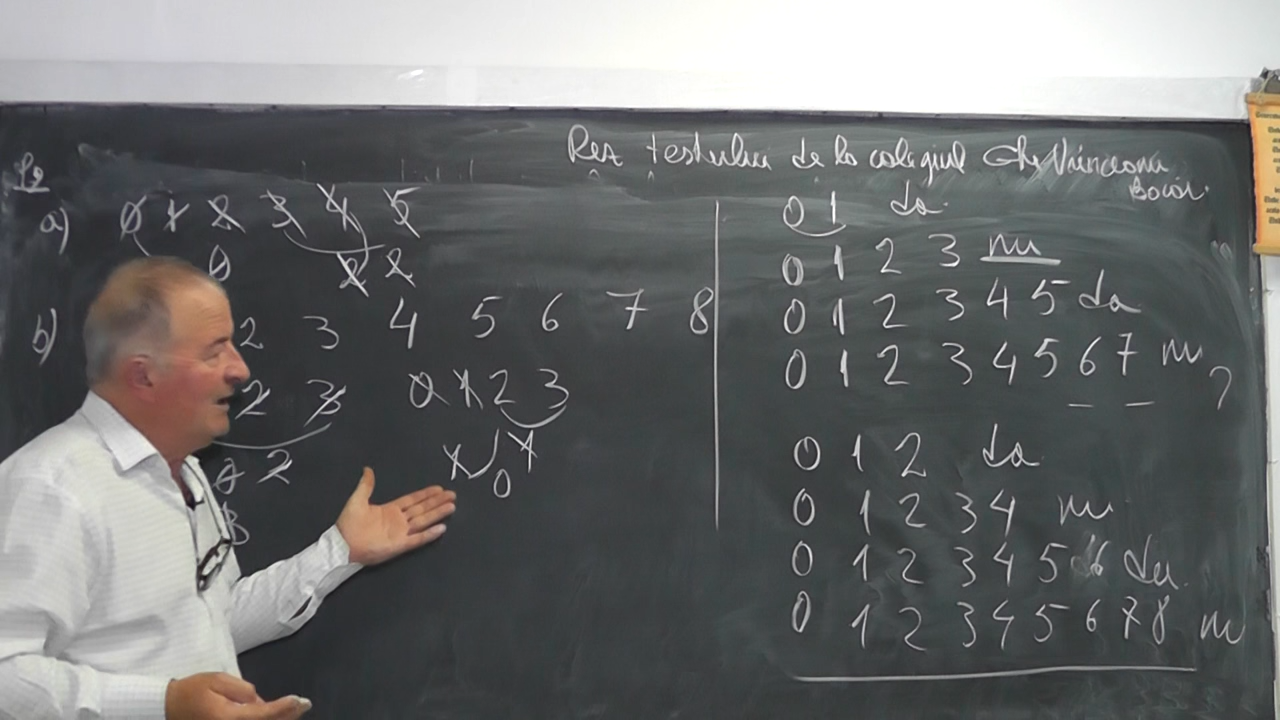 Rez testului de la colegiul Gh. Vrânceanu
Bacău
a) 0 1 2 3 4 5
0 2 2
b) 2 3 4 5 6 7 8
2 3 0 1 2 3
2 1 0 1
0 1 da
0 1 2 3 nu
0 1 2 3 4 5 da
0 1 2 3 4 5 6 7 nu ?
0 1 2 da
0 1 2 3 4 nu
0 1 2 3 4 5 6 da
0 1 2 3 4 5 6 7 8 nu